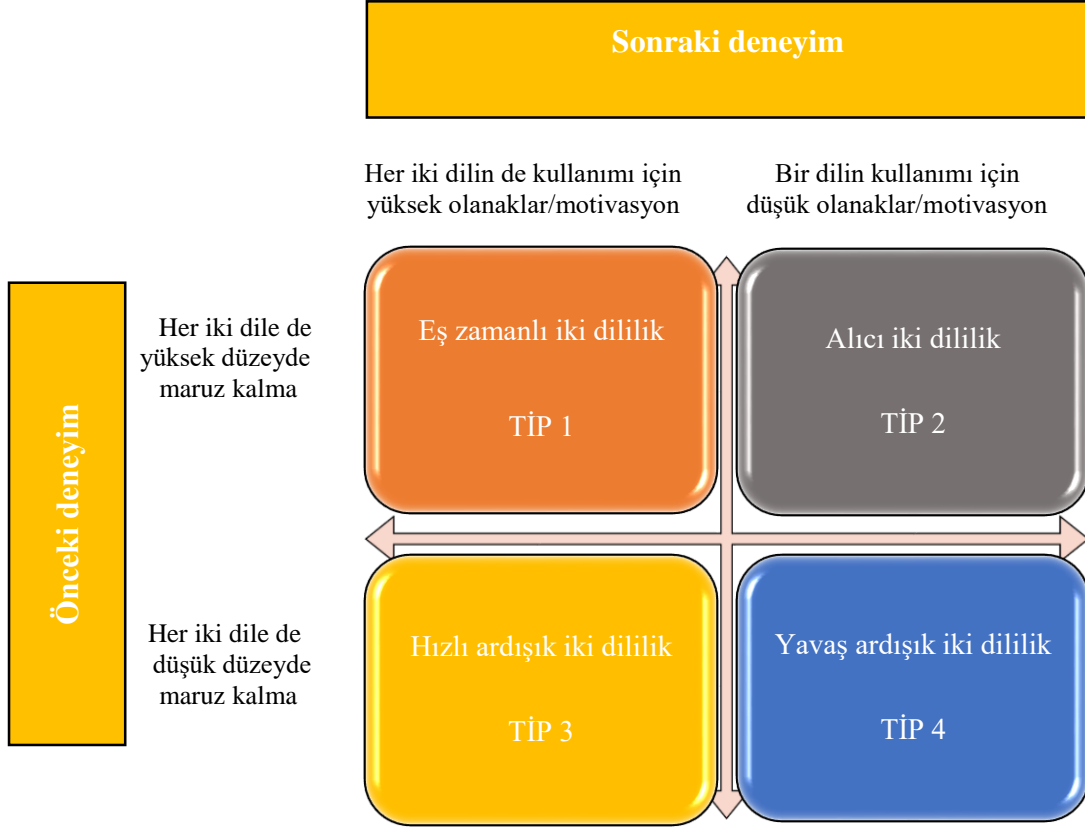 Sonraki deneyim
Her iki dilin de kullanımı için
yüksek olanaklar/motivasyon
Bir dilin kullanımı için
düşük olanaklar/motivasyon
Önceki deneyim
Her iki dile de
yüksek düzeyde
maruz kalma
Eş zamanlı iki dililik
TİP 1
Alıcı iki dililik
TİP 2
Her iki dile de
düşük düzeyde
maruz kalma
Hızlı ardışık iki dililik
TİP 3
Yavaş ardışık iki dililik
TİP 4